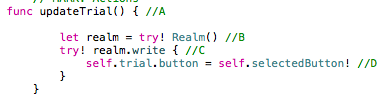 func updateTrial() { //A
let realm = try! Realm() //B
try! realm.write { //C
self.trial.button = self.selectedButton! //D
}
}